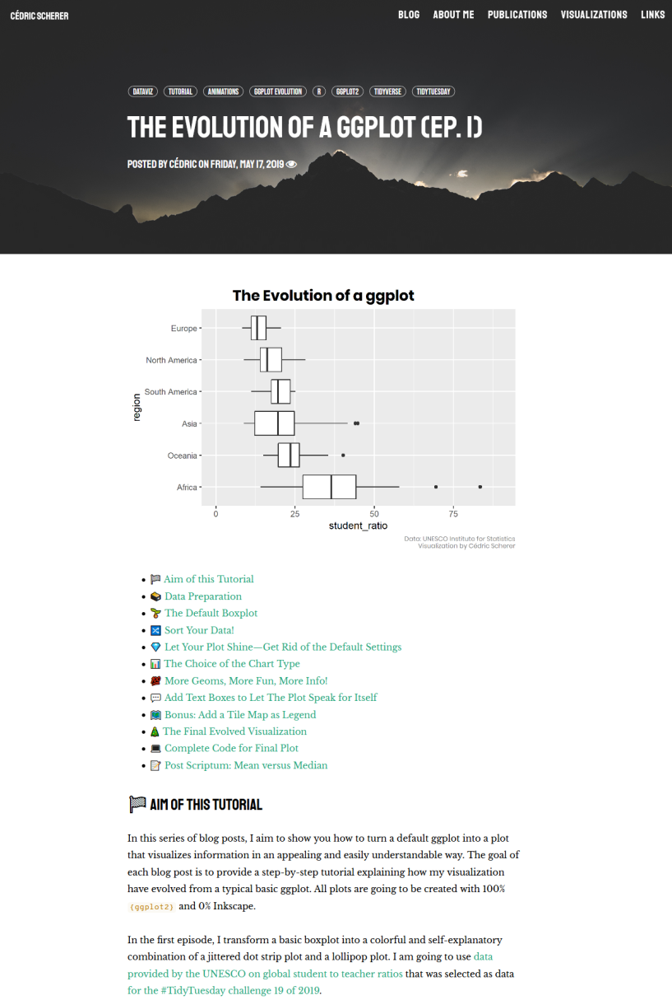 CÉDRIC SCHERER
BLOG ABOUT ME PUBLICATIONS VISUALIZATIONS LINKS
DATAVIZ TUTORIAL ANIMATIONS GGPLOT EVOLUTION R GGPLOT2 TIDYVERSE TIDYTUESDAY
THE EVOLUTION OF A GGPLOT (EP. 1)
POSTED BY CÉDRIC ON FRIDAY, MAY 17, 2019
The Evolution of a ggplot
Europe
North America
South America
Asia
Oceania
Africa
region
0 25 50 75
student_ratio
Data: UNESCO Institute for Statistics
Visualization by Cédric Scherer
Aim of this Tutorial
Data Preparation
The Default Boxplot
Sort Your Data!
Let Your Plot Shine—Get Rid of the Default Settings
The Choice of the Chart Type
More Geoms, More Fun, More Info!
Add Text Boxes to Let The Plot Speak for Itself
Bonus: Add a Tile Map as Legend
The Final Evolved Visualization
Complete Code for Final Plot
Post Scriptum: Mean versus Median
AIM OF THIS TUTORIAL
In this series of blog posts, I aim to show you how to turn a default ggplot into a plot
that visualizes information in an appealing and easily understandable way. The goal of
each blog post is to provide a step-by-step tutorial explaining how my visualization
have evolved from a typical basic ggplot. All plots are going to be created with 100%
{ggplot2} and 0% Inkscape.
In the first episode, I transform a basic boxplot into a colorful and self-explanatory
combination of a jittered dot strip plot and a lollipop plot. I am going to use data
provided by the UNESCO on global student to teacher ratios that was selected as data
for the #TidyTuesday challenge 19 of 2019.